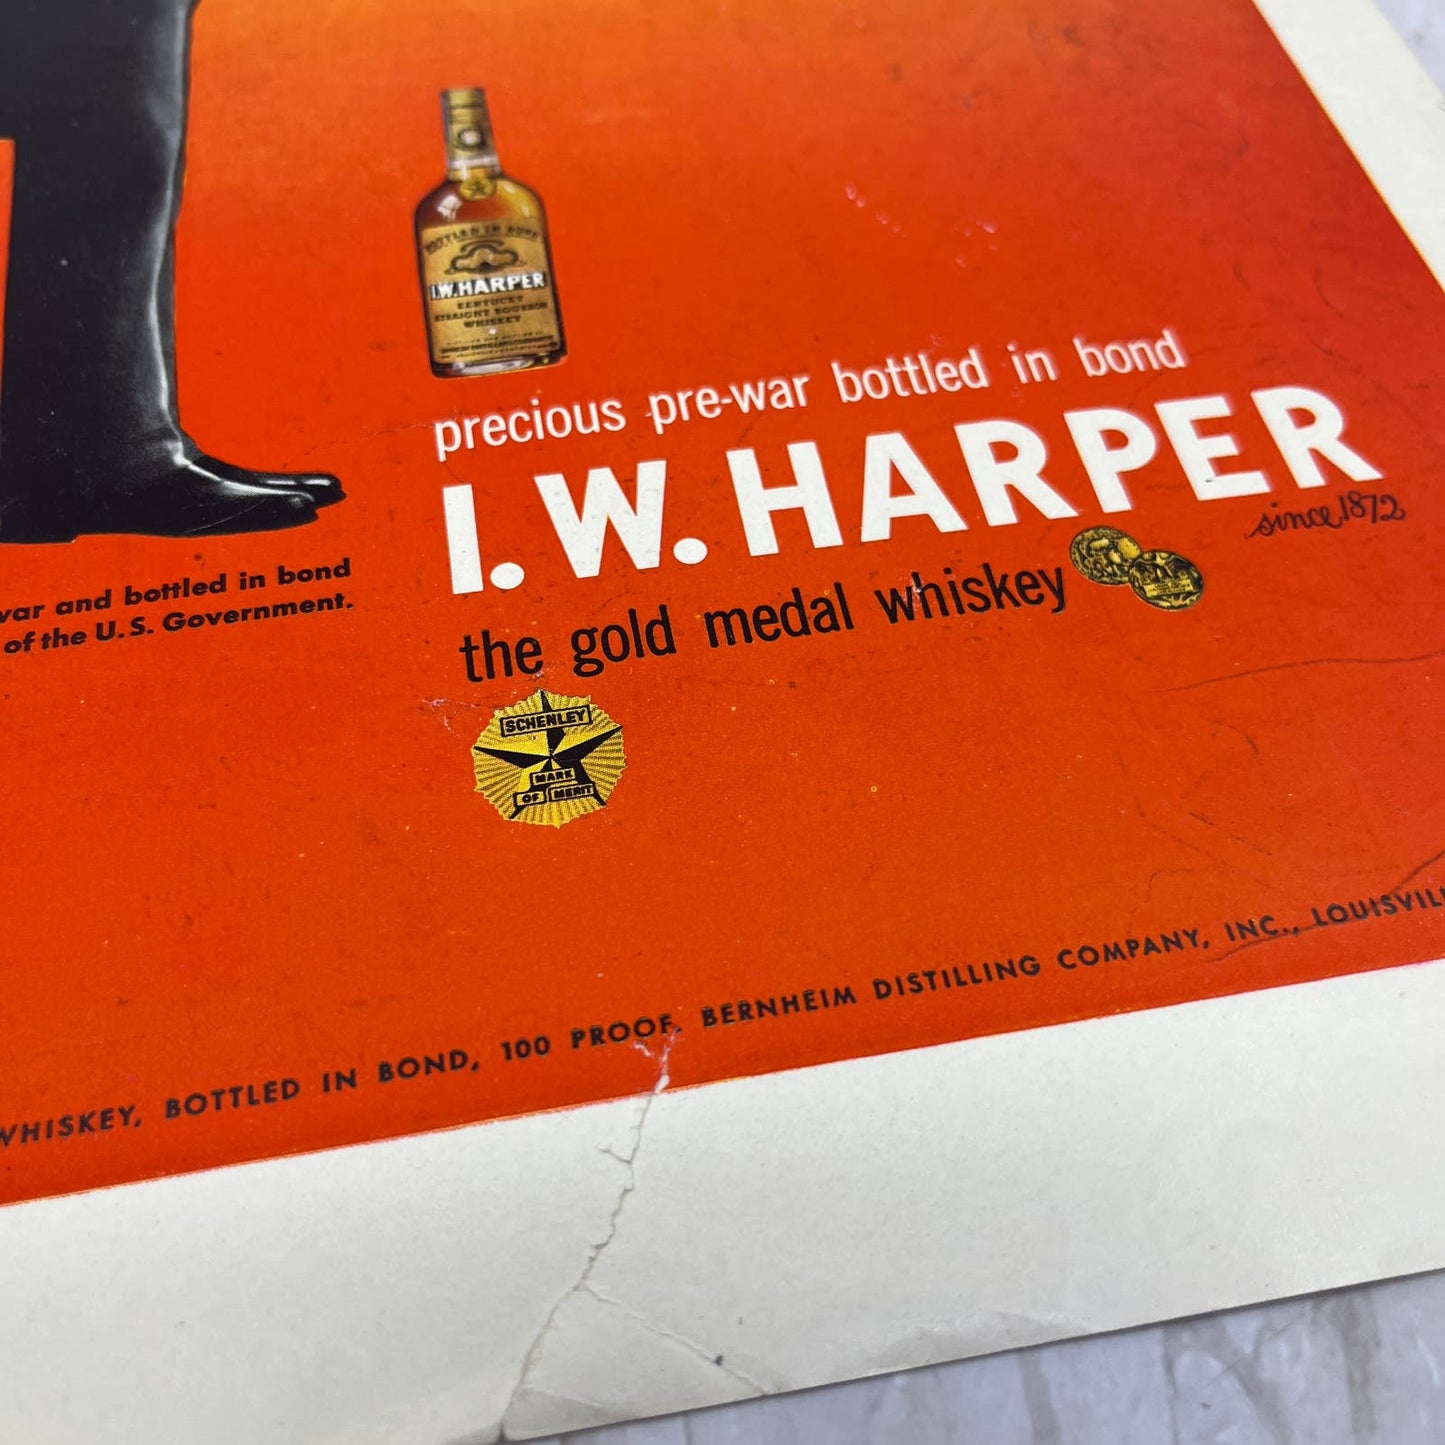 BOTTLED IN BOND
I.W.HARPER
KENTUCKY
STRAIGHT BOURBON
WHISKEY
precious pre-war bottled in bond
I. W. HARPER
since 1872
the gold medal whiskey
war and bottled in bond
of the U.S. Government.
SCHENLEY
MARK
OF MERIT
WHISKEY, BOTTLED IN BOND, 100 PROOF, BERNHEIM DISTILLING COMPANY, INC., LOUISVIL